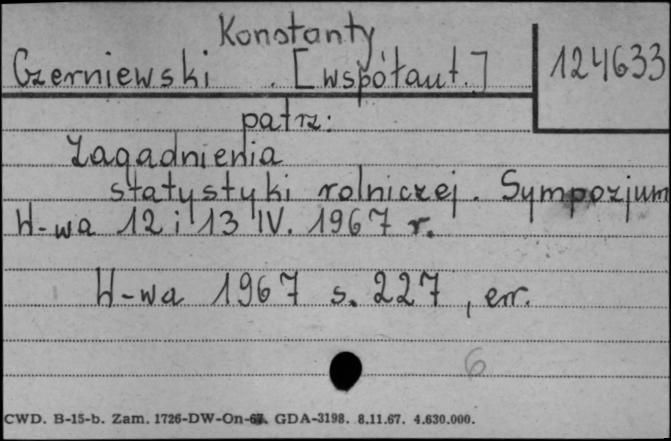 Konstanty
Czerniewski . [współaut.] 124633
patrz:
Zagadnienia
statystyki rolniczej. Sympozjum
W-wa 12 i 13 IV. 1967 r.
W-wa 1967 s. 227, err.
6
CWD. B-15-b. Zam. 1726-DW-On-67. GDA-3198. 8.11.67. 4.630.000.